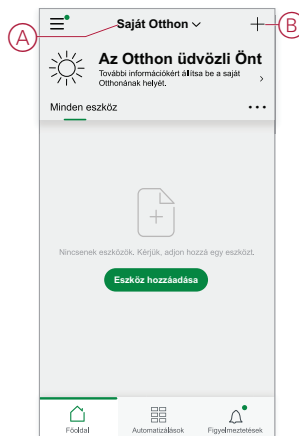 A
Saját Otthon
B
Az Otthon üdvözli Önt
További információkért állítsa be a saját
Otthonának helyét.
Minden eszköz
Nincsenek eszközök. Kérjük, adjon hozzá egy eszközt.
Eszköz hozzáadása
Főoldal
Automatizálások
Figyelmeztetések